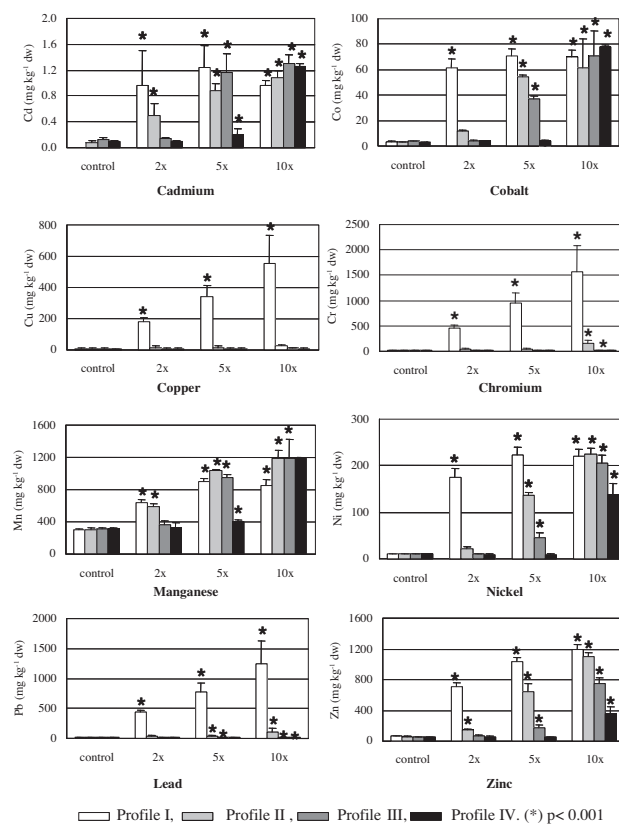 Cd (mg kg-1 dw)
1.2
1.6
2.0
0.8
0.4
0.0
* * * * * * * * * * *
control 2x 5x 10x
Cadmium
Co (mg kg-1 dw)
100
80
60
40
20
0
* * * * * * * *
control 2x 5x 10x
Cobalt
Cu (mg kg-1 dw)
800
600
400
200
0
* * *
control 2x 5x 10x
Copper
Cr (mg kg-1 dw)
2500
2000
1500
1000
500
0
* * * * *
control 2x 5x 10x
Chromium
Mn (mg kg-1 dw)
1600
1200
800
400
0
* * * * * * * * *
control 2x 5x 10x
Manganese
Ni (mg kg-1 dw)
300
200
100
0
* * * * * * * *
control 2x 5x 10x
Nickel
Pb (mg kg-1 dw)
2000
1500
1000
500
0
* * * * * * * *
control 2x 5x 10x
Lead
Zn (mg kg-1 dw)
1600
1200
800
400
0
* * * * * * * * *
control 2x 5x 10x
Zinc
Profile I, Profile II , Profile III, Profile IV. (*) p< 0.001